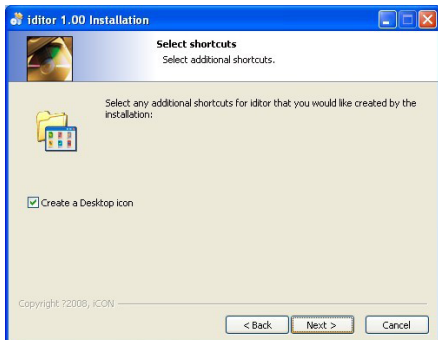 iditor 1.00 Installation
Select shortcuts
Select additional shortcuts.
Select any additional shortcuts for iditor that you would like created by the
installation:
Create a Desktop icon
Copyright ?2008, iCON
< Back Next > Cancel